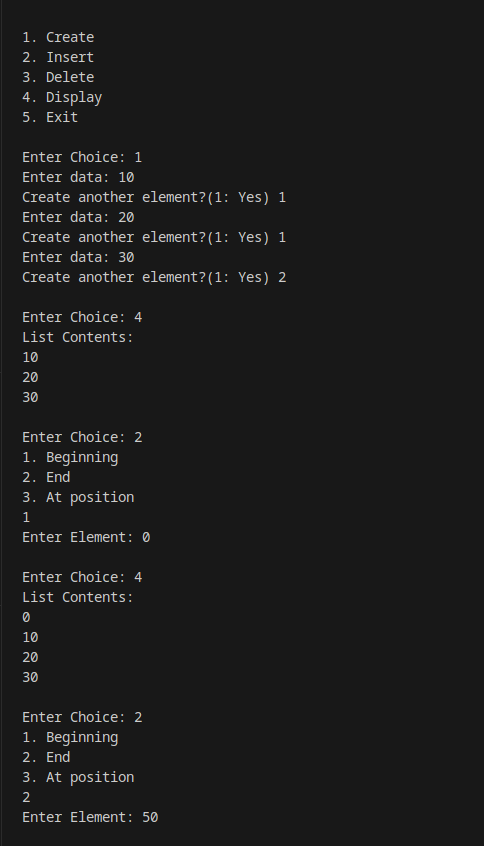 1. Create
2. Insert
3. Delete
4. Display
5. Exit
Enter Choice: 1
Enter data: 10
Create another element?(1: Yes) 1
Enter data: 20
Create another element?(1: Yes) 1
Enter data: 30
Create another element?(1: Yes) 2
Enter Choice: 4
List Contents:
10
20
30
Enter Choice: 2
1. Beginning
2. End
3. At position
1
Enter Element: 0
Enter Choice: 4
List Contents:
0
10
20
30
Enter Choice: 2
1. Beginning
2. End
3. At position
2
Enter Element: 50